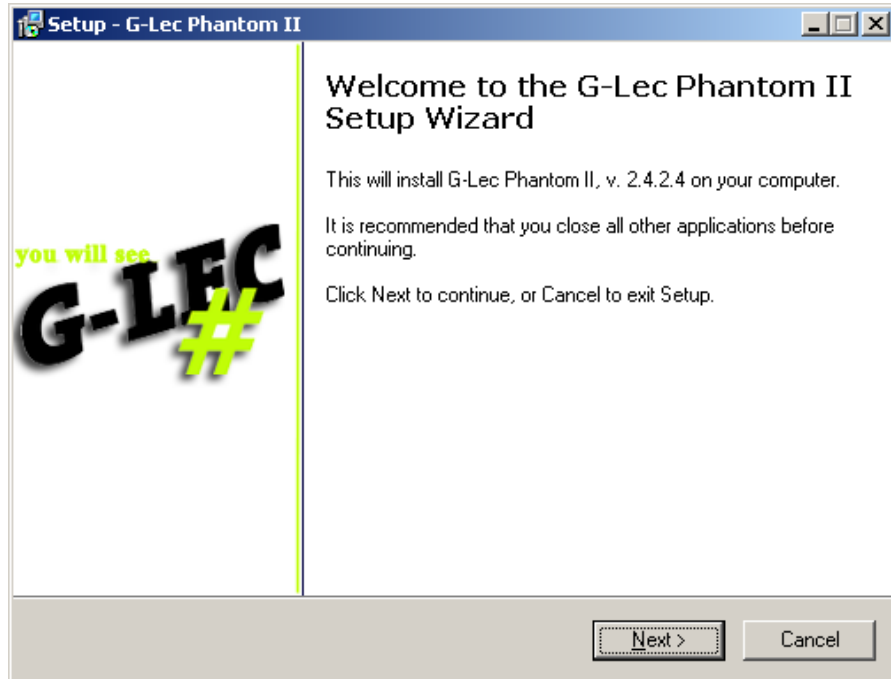 Setup - G-Lec Phantom II
Welcome to the G-Lec Phantom II
Setup Wizard
This will install G-Lec Phantom II, v. 2.4.2.4 on your computer.
It is recommended that you close all other applications before
continuing.
Click Next to continue, or Cancel to exit Setup.
you will see
G-LEC
#
Next >
Cancel